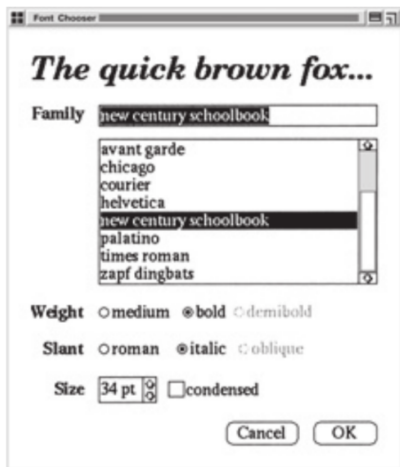 Font Chooser
The quick brown fox...
Family new century schoolbook
avant garde
chicago
courier
helvetica
new century schoolbook
palatino
times roman
zapf dingbats
Weight medium bold demibold
Slant roman italic oblique
Size 34 pt condensed
Cancel OK